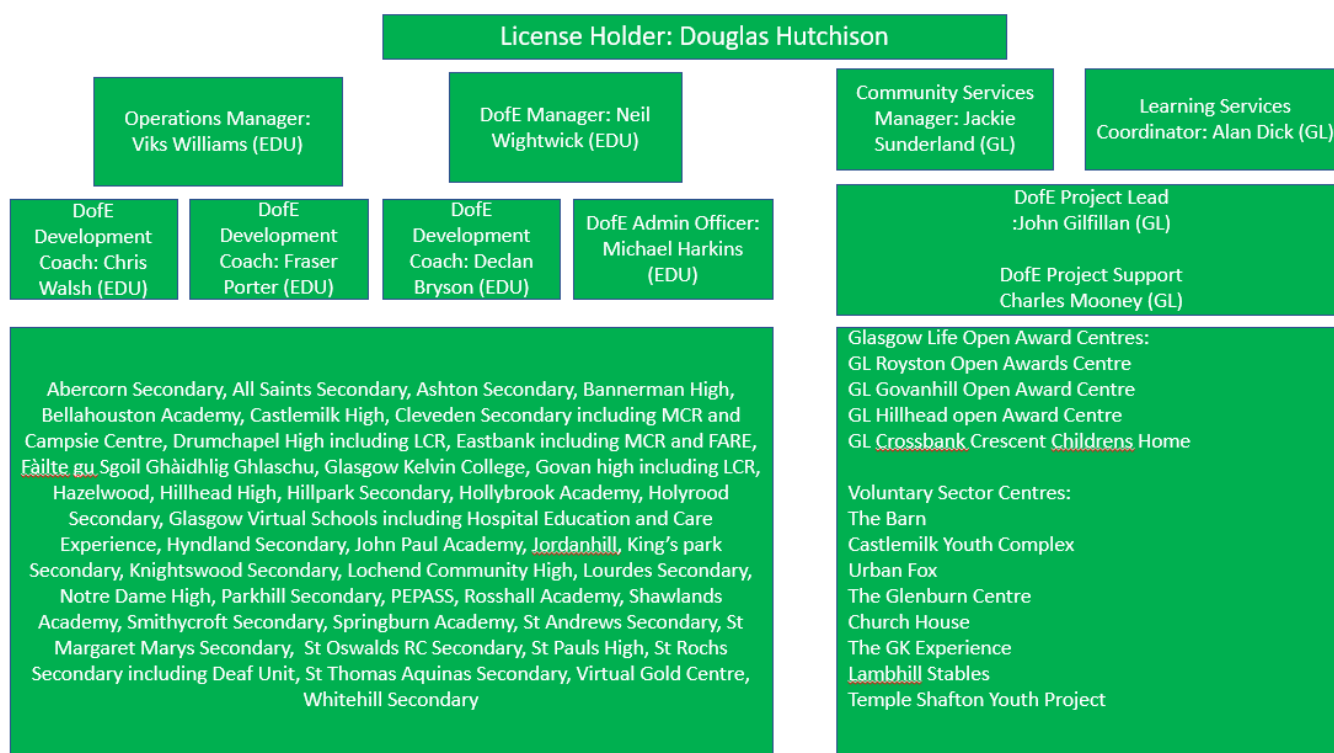 License Holder: Douglas Hutchison
Operations Manager:
Viks Williams (EDU)
DofE Manager: Neil
Wightwick (EDU)
Community Services
Manager: Jackie
Sunderland (GL)
Learning Services
Coordinator: Alan Dick (GL)
DofE
Development
Coach: Chris
Walsh (EDU)
DofE
Development
Coach: Fraser
Porter (EDU)
DofE
Development
Coach: Declan
Bryson (EDU)
DofE Admin Officer:
Michael Harkins
(EDU)
DofE Project Lead
:John Gilfillan (GL)
DofE Project Support
Charles Mooney (GL)
Abercorn Secondary, All Saints Secondary, Ashton Secondary, Bannerman High,
Bellahouston Academy, Castlemilk High, Cleveden Secondary including MCR and
Campsie Centre, Drumchapel High including LCR, Eastbank including MCR and FARE,
Fàilte gu Sgoil Ghàidhlig Ghlaschu, Glasgow Kelvin College, Govan high including LCR,
Hazelwood, Hillhead High, Hillpark Secondary, Hollybrook Academy, Holyrood
Secondary, Glasgow Virtual Schools including Hospital Education and Care
Experience, Hyndland Secondary, John Paul Academy, Jordanhill, King’s park
Secondary, Knightswood Secondary, Lochend Community High, Lourdes Secondary,
Notre Dame High, Parkhill Secondary, PEPASS, Rosshall Academy, Shawlands
Academy, Smithycroft Secondary, Springburn Academy, St Andrews Secondary, St
Margaret Marys Secondary, St Oswalds RC Secondary, St Pauls High, St Rochs
Secondary including Deaf Unit, St Thomas Aquinas Secondary, Virtual Gold Centre,
Whitehill Secondary
Glasgow Life Open Award Centres:
GL Royston Open Awards Centre
GL Govanhill Open Award Centre
GL Hillhead open Award Centre
GL Crossbank Crescent Childrens Home
Voluntary Sector Centres:
The Barn
Castlemilk Youth Complex
Urban Fox
The Glenburn Centre
Church House
The GK Experience
Lambhill Stables
Temple Shafton Youth Project